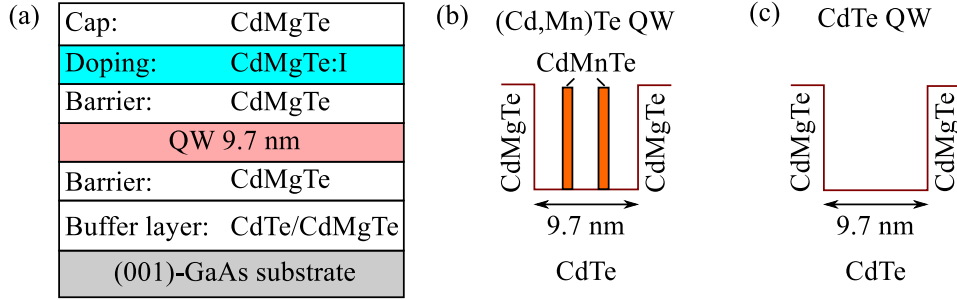 (a)
Cap: CdMgTe
Doping: CdMgTe:I
Barrier: CdMgTe
QW 9.7 nm
Barrier: CdMgTe
Buffer layer: CdTe/CdMgTe
(001)-GaAs substrate
(b)
(Cd,Mn)Te QW
CdMnTe
CdMgTe
CdMgTe
9.7 nm
CdTe
(c)
CdTe QW
CdMgTe
CdMgTe
9.7 nm
CdTe